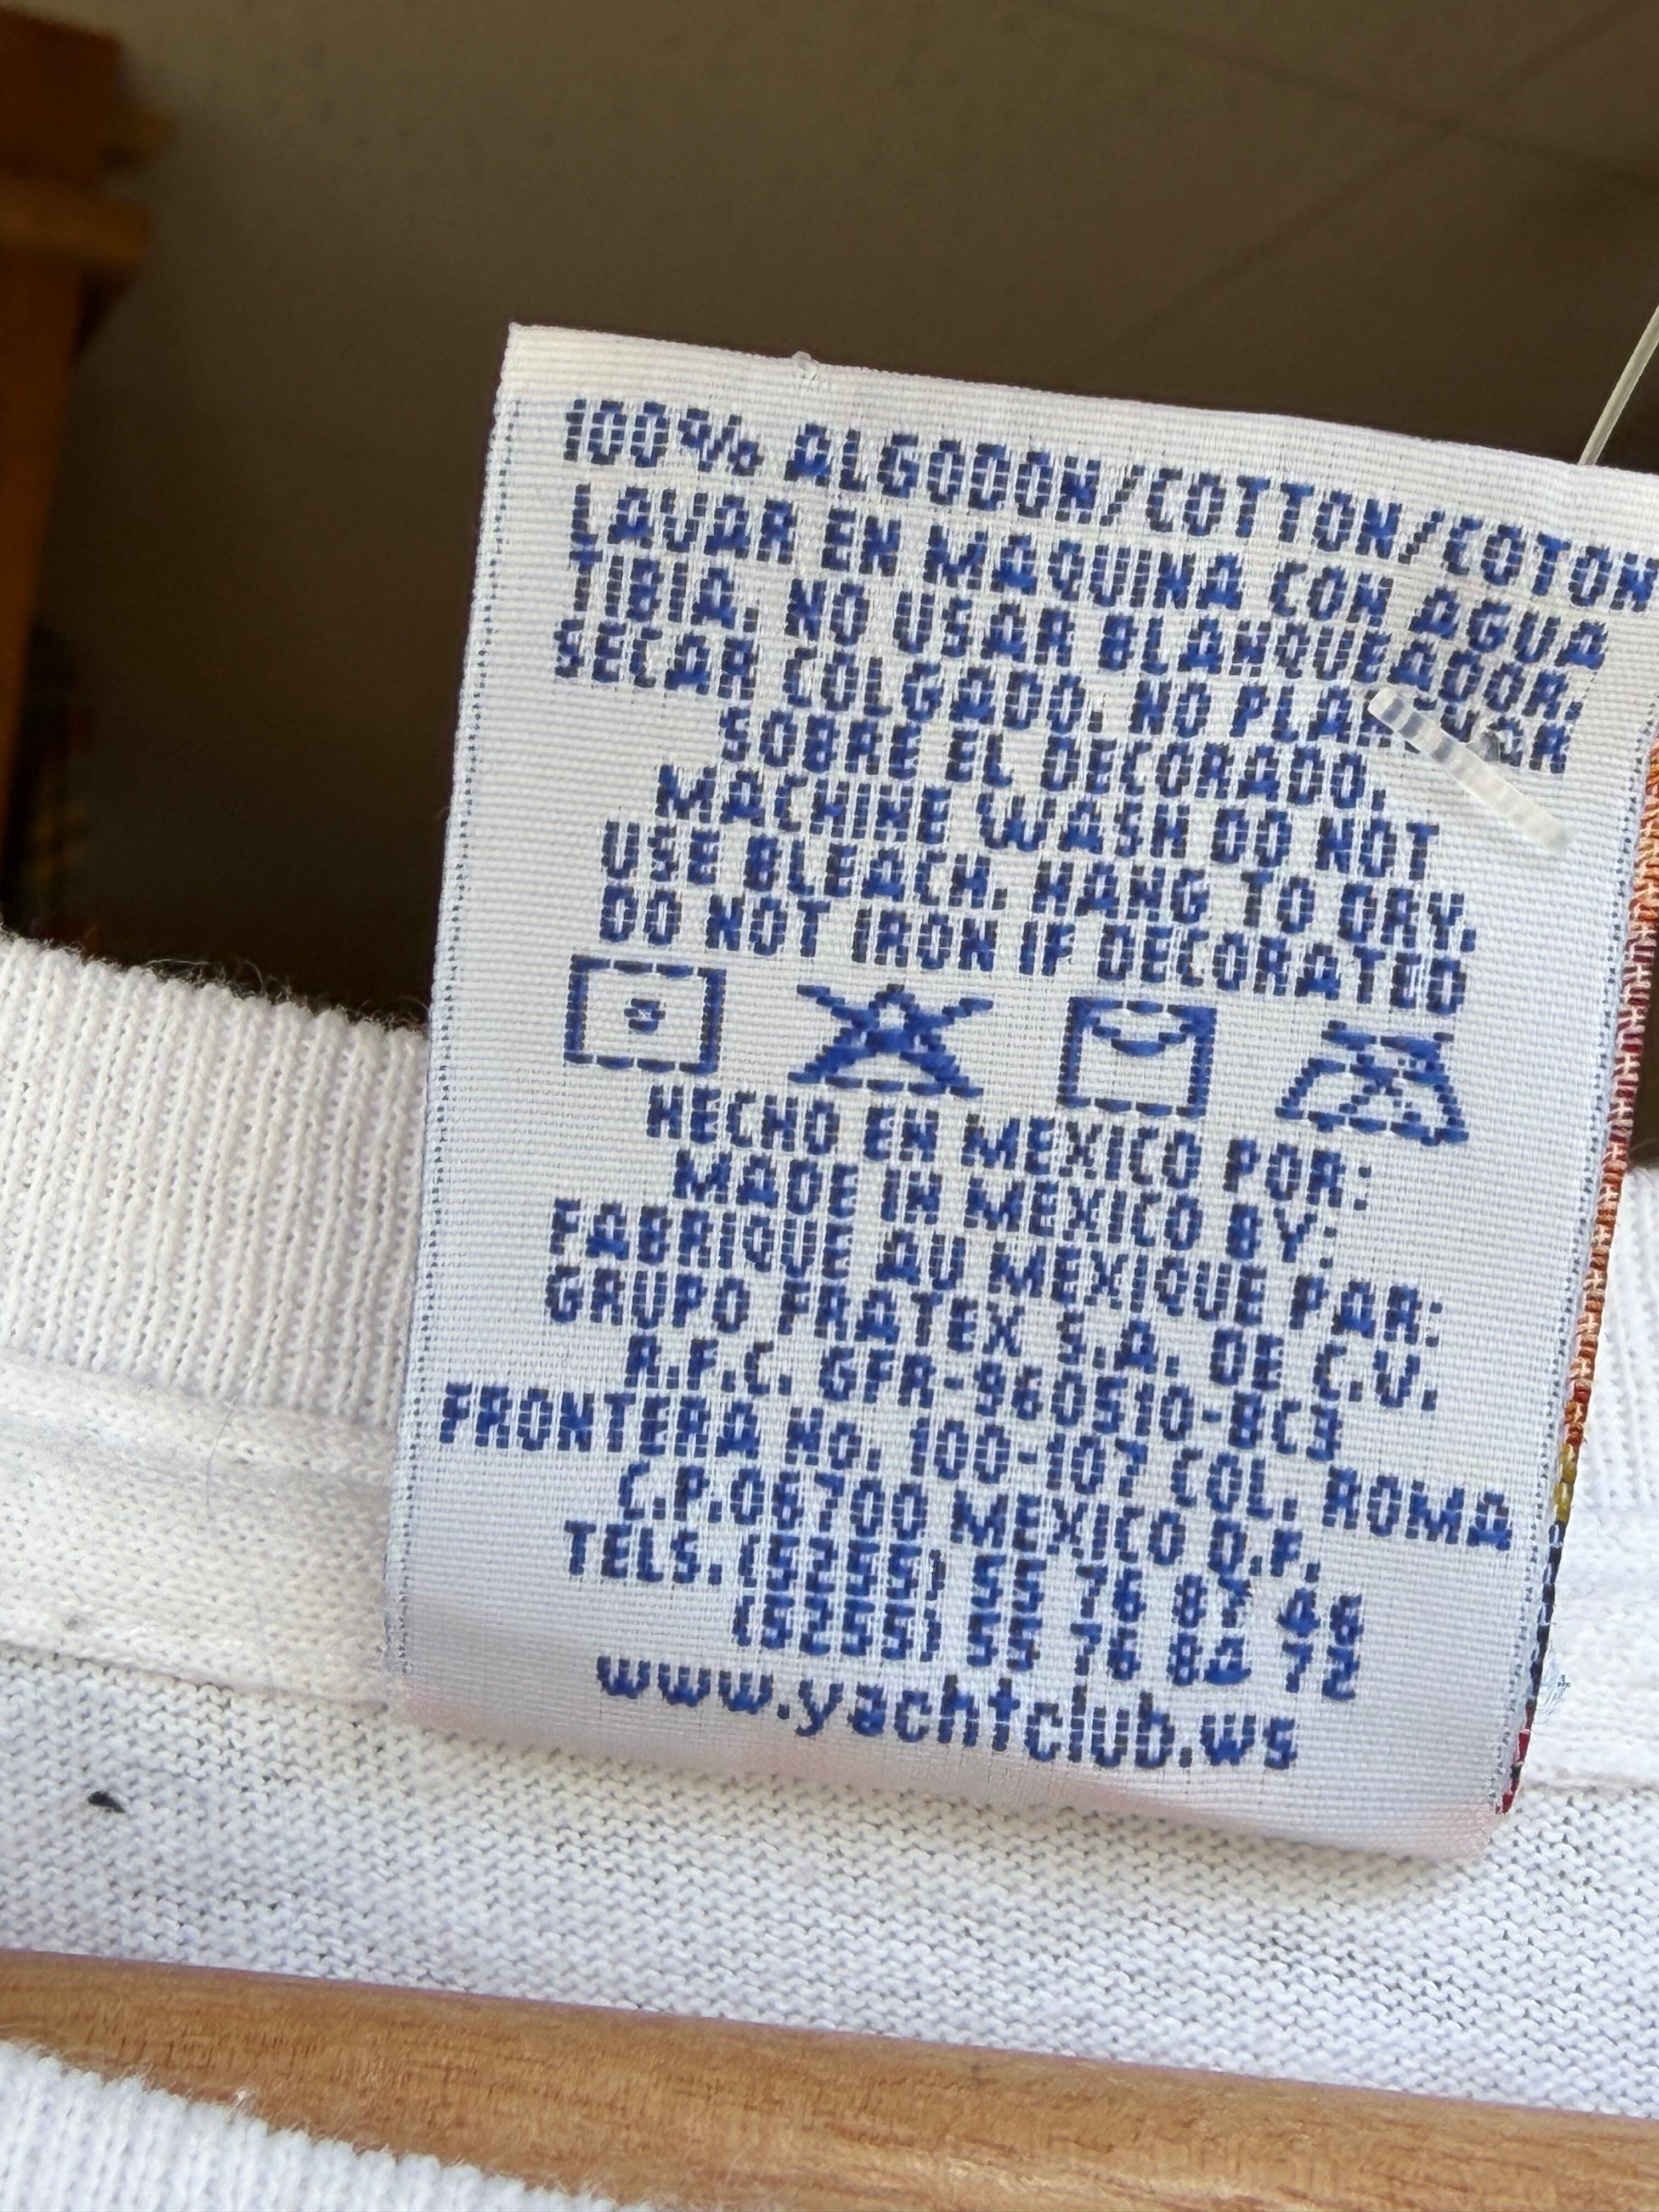 100% ALGODON/COTTON/COTON
LAVAR EN MAQUINA CON AGUA
TIBIA. NO USAR BLANQUEADOR,
SECAR COLGADO. NO PLANCHAR
SOBRE EL DECORADO.
MACHINE WASH DO NOT
USE BLEACH. HANG TO DRY.
DO NOT IRON IF DECORATED
HECHO EN MEXICO POR:
MADE IN MEXICO BY:
FABRIQUE AU MEXIQUE PAR:
GRUPO FRATEX S.A. DE C.V.
R.F.C. GFR-960510-BC3
FRONTERA No. 100-107 COL. ROMA
C.P.06700 MEXICO D.F.
TELS. (5255) 55 76 87 46
(5255) 55 76 84 72
www.yachtclub.ws